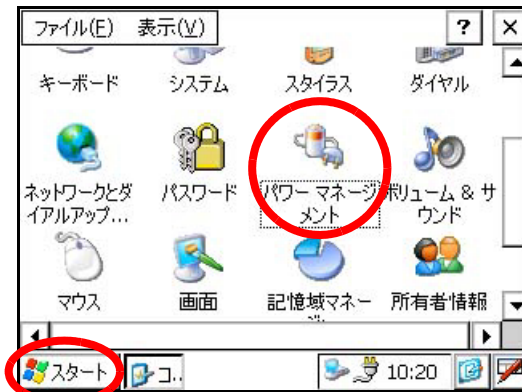 ファイル(F) 表示(V) ? ×
キーボード システム スタイラス ダイヤル
ネットワークとダ
イアルアップ...
パスワード
パワー マネージ
メント
ボリューム & サ
ウンド
マウス 画面 記憶域マネー 所有者情報
スタート コ.. 10:20